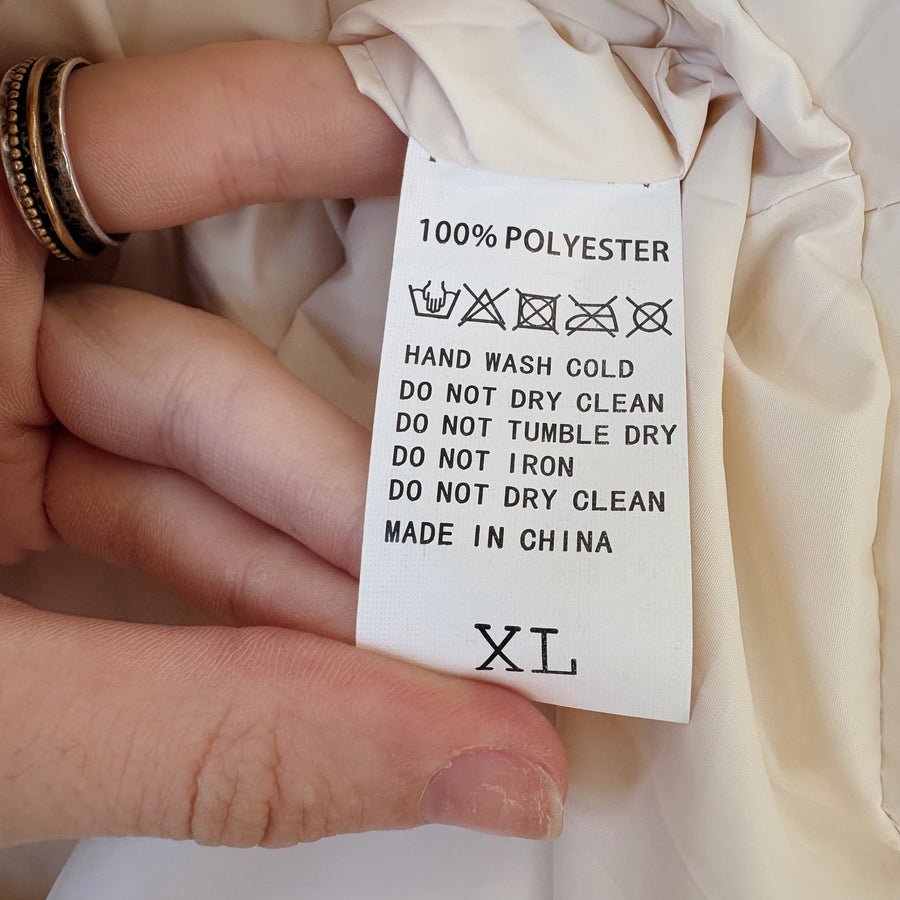 100% POLYESTER
HAND WASH COLD
DO NOT DRY CLEAN
DO NOT TUMBLE DRY
DO NOT IRON
DO NOT DRY CLEAN
MADE IN CHINA
XL